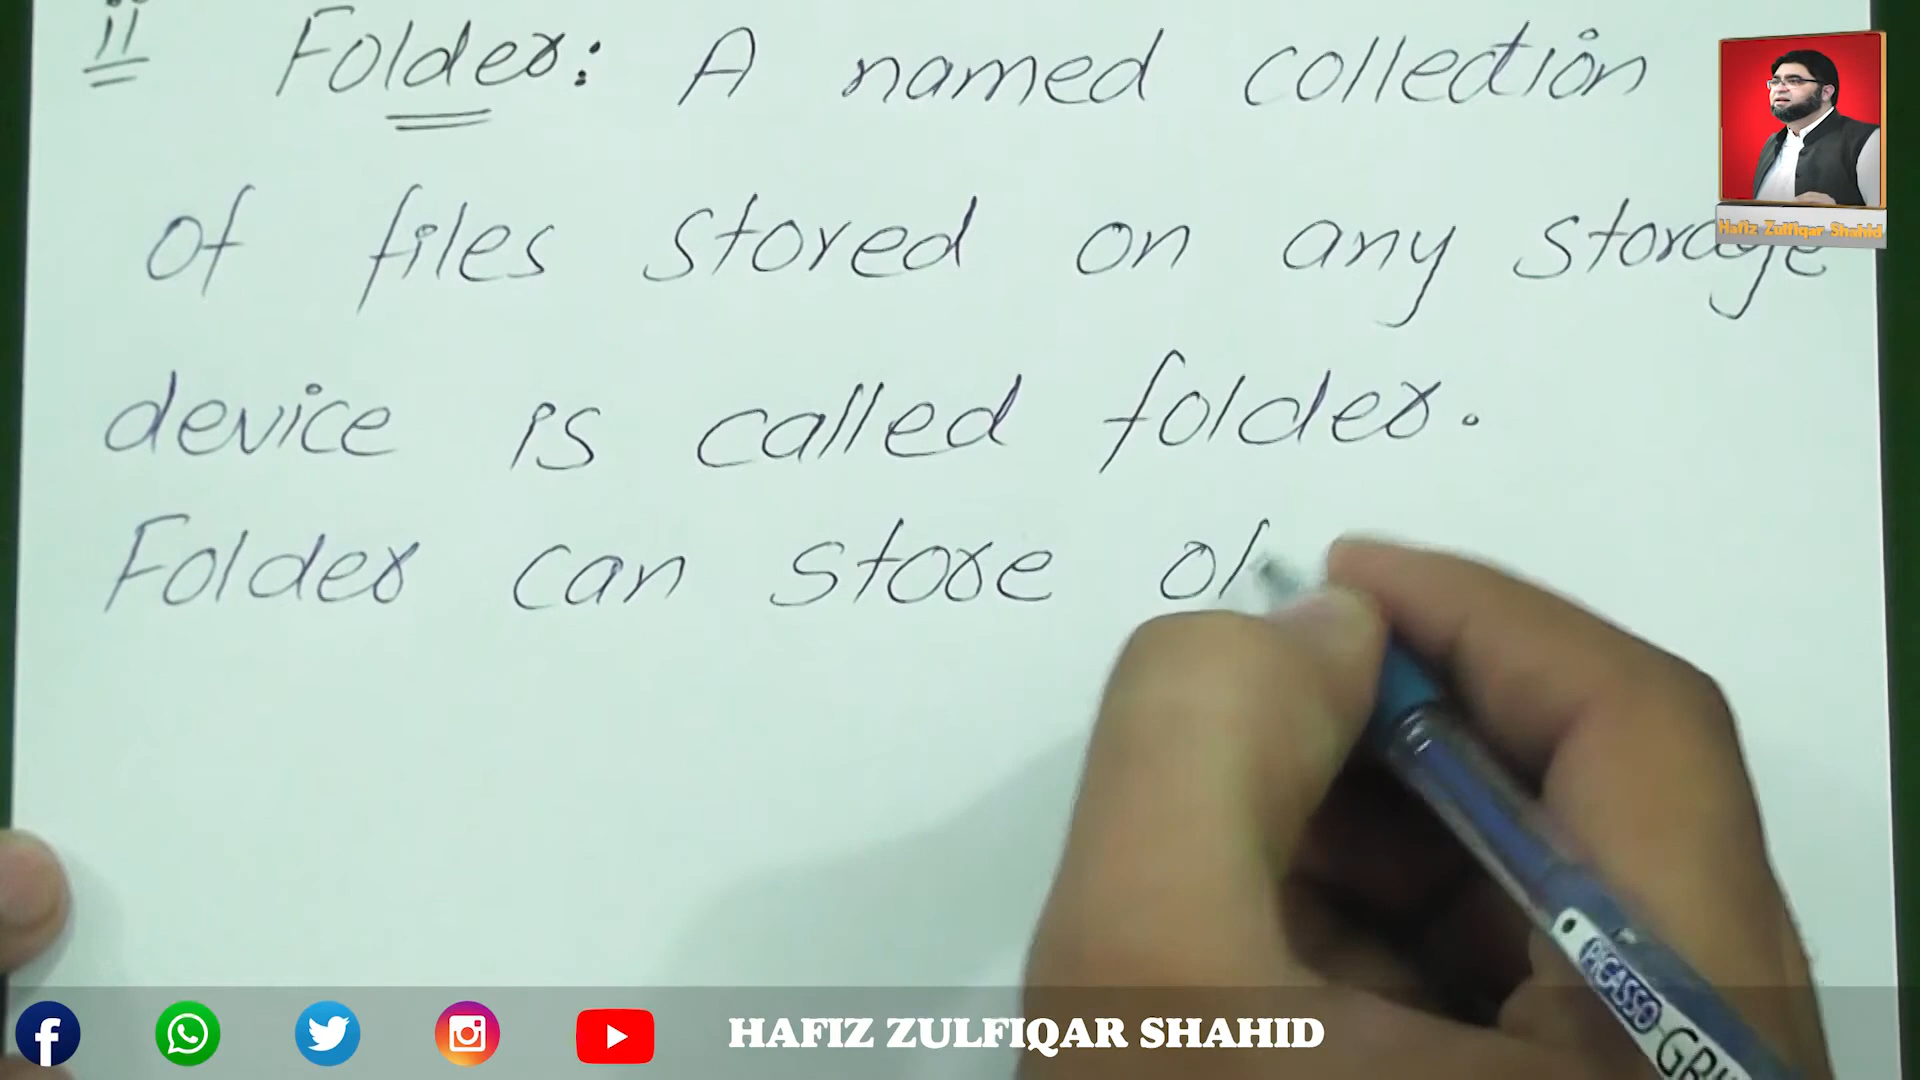 ii Folder: A named collection
of files stored on any storage
device is called folder.
Folder can store
Hafiz Zulfiqar Shahid
PICASSO
HAFIZ ZULFIQAR SHAHID